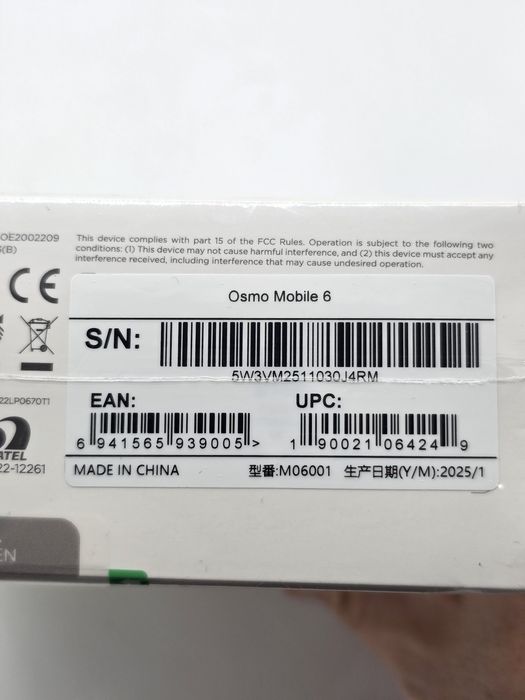 OE2002209
(B)
This device complies with part 15 of the FCC Rules. Operation is subject to the following two
conditions: (1) This device may not cause harmful interference, and (2) this device must accept any
interference received, including interference that may cause undesired operation.
CE
Osmo Mobile 6
S/N:
5W3VM2511030J4RM
EAN:
UPC:
6 941565 939005 >
1 90021 06424 9
22LP0670T1
ATEL
22-12261
MADE IN CHINA 型番:M06001 生产日期(Y/M):2025/1
EN